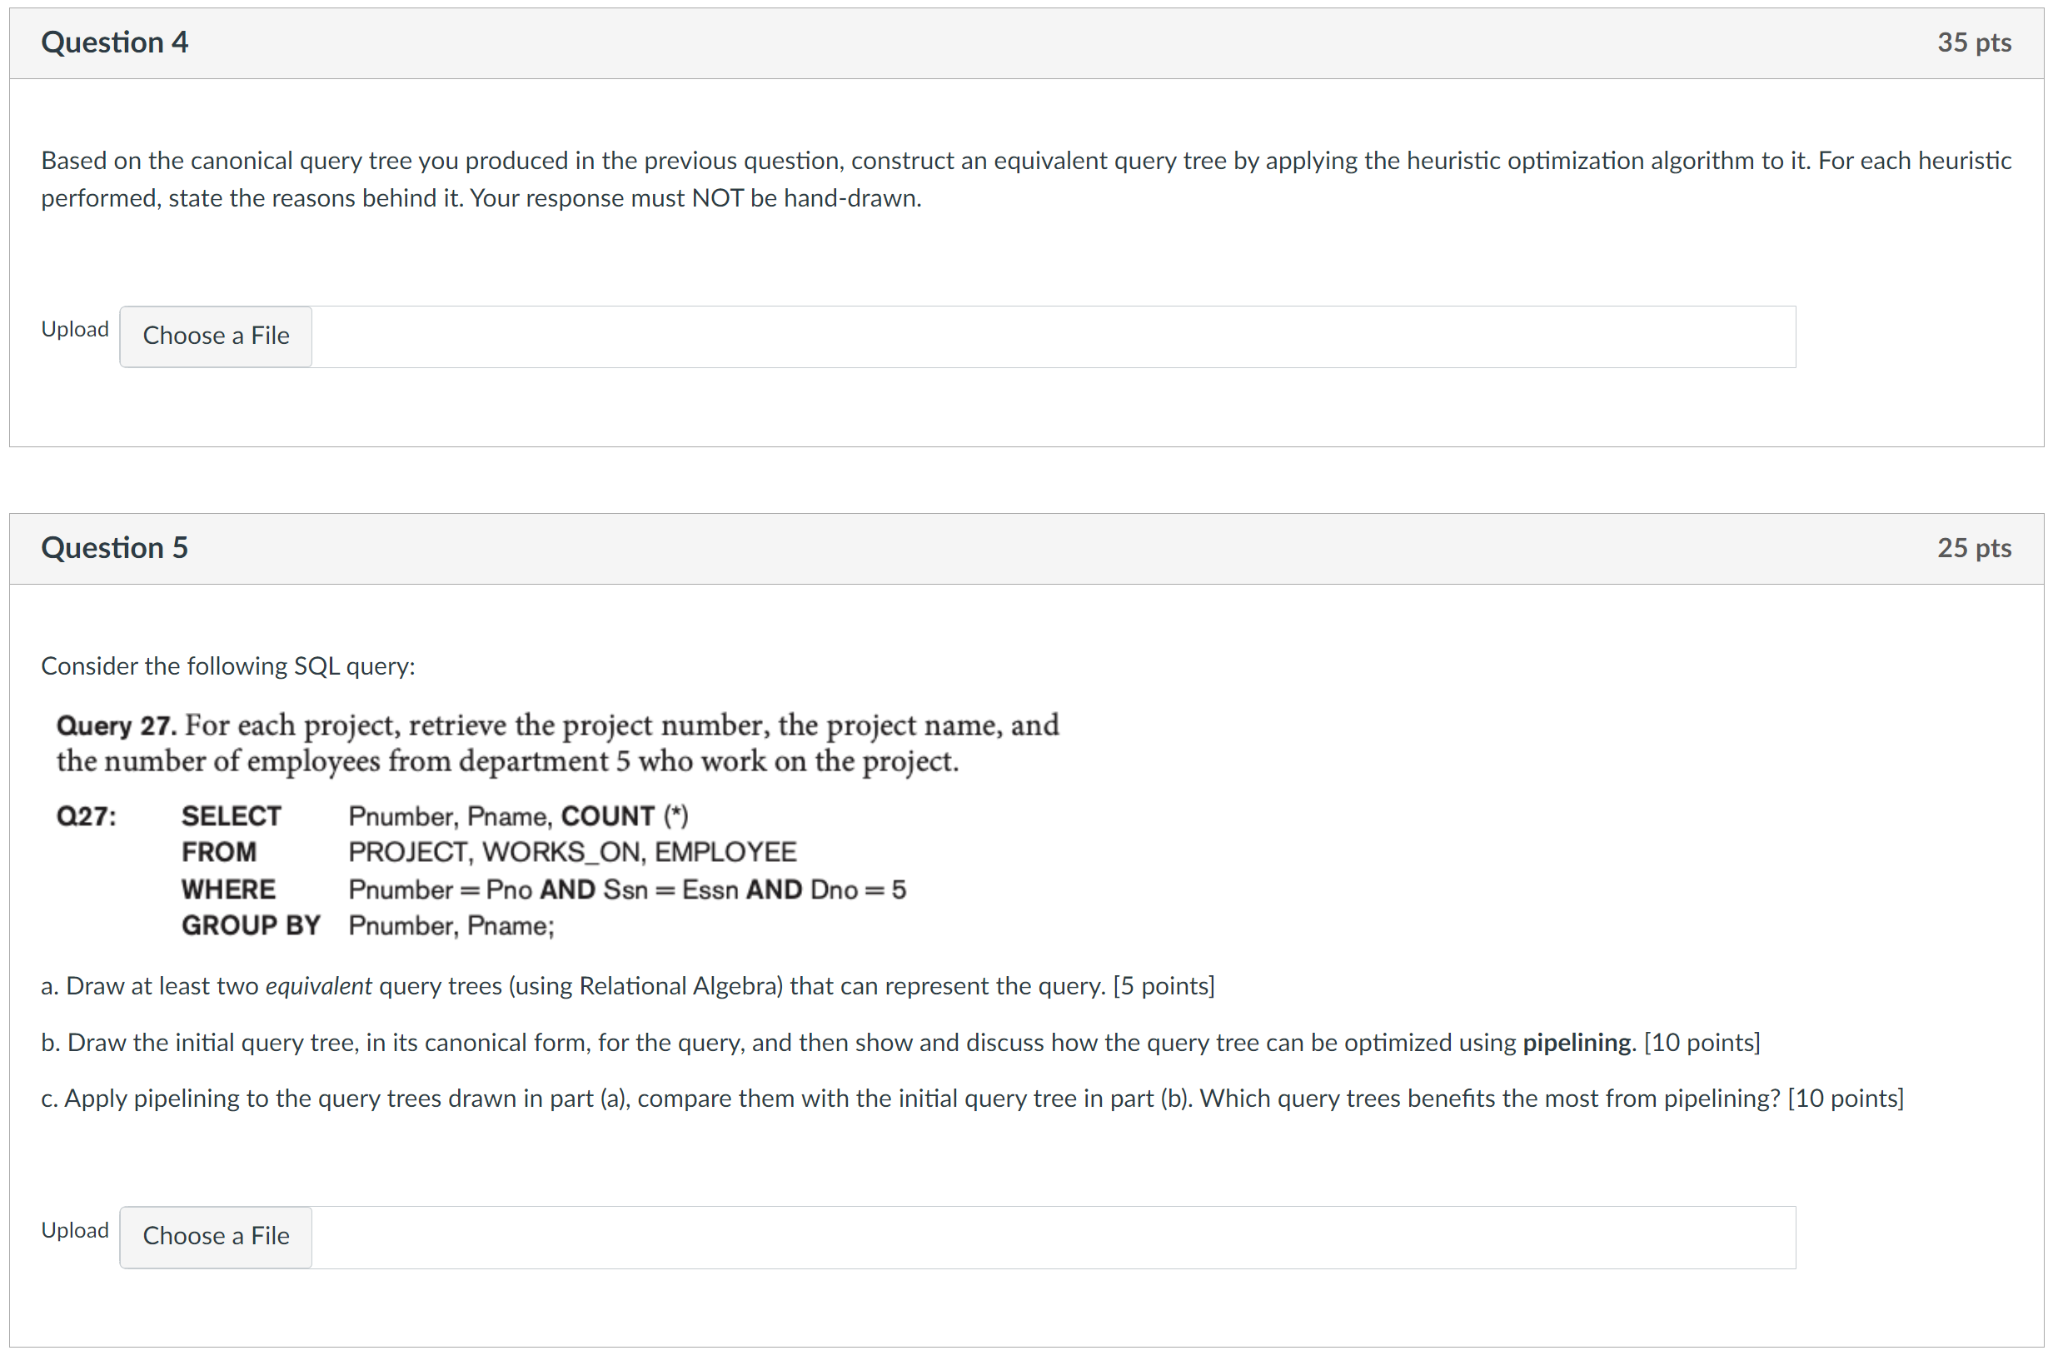 Question 4
35 pts
Based on the canonical query tree you produced in the previous question, construct an equivalent query tree by applying the heuristic optimization algorithm to it. For each heuristic
performed, state the reasons behind it. Your response must NOT be hand-drawn.
Upload Choose a File
Question 5
25 pts
Consider the following SQL query:
Query 27. For each project, retrieve the project number, the project name, and
the number of employees from department 5 who work on the project.
Q27: SELECT Pnumber, Pname, COUNT (*)
FROM PROJECT, WORKS_ON, EMPLOYEE
WHERE Pnumber = Pno AND Ssn = Essn AND Dno = 5
GROUP BY Pnumber, Pname;
a. Draw at least two equivalent query trees (using Relational Algebra) that can represent the query. [5 points]
b. Draw the initial query tree, in its canonical form, for the query, and then show and discuss how the query tree can be optimized using pipelining. [10 points]
c. Apply pipelining to the query trees drawn in part (a), compare them with the initial query tree in part (b). Which query trees benefits the most from pipelining? [10 points]
Upload Choose a File